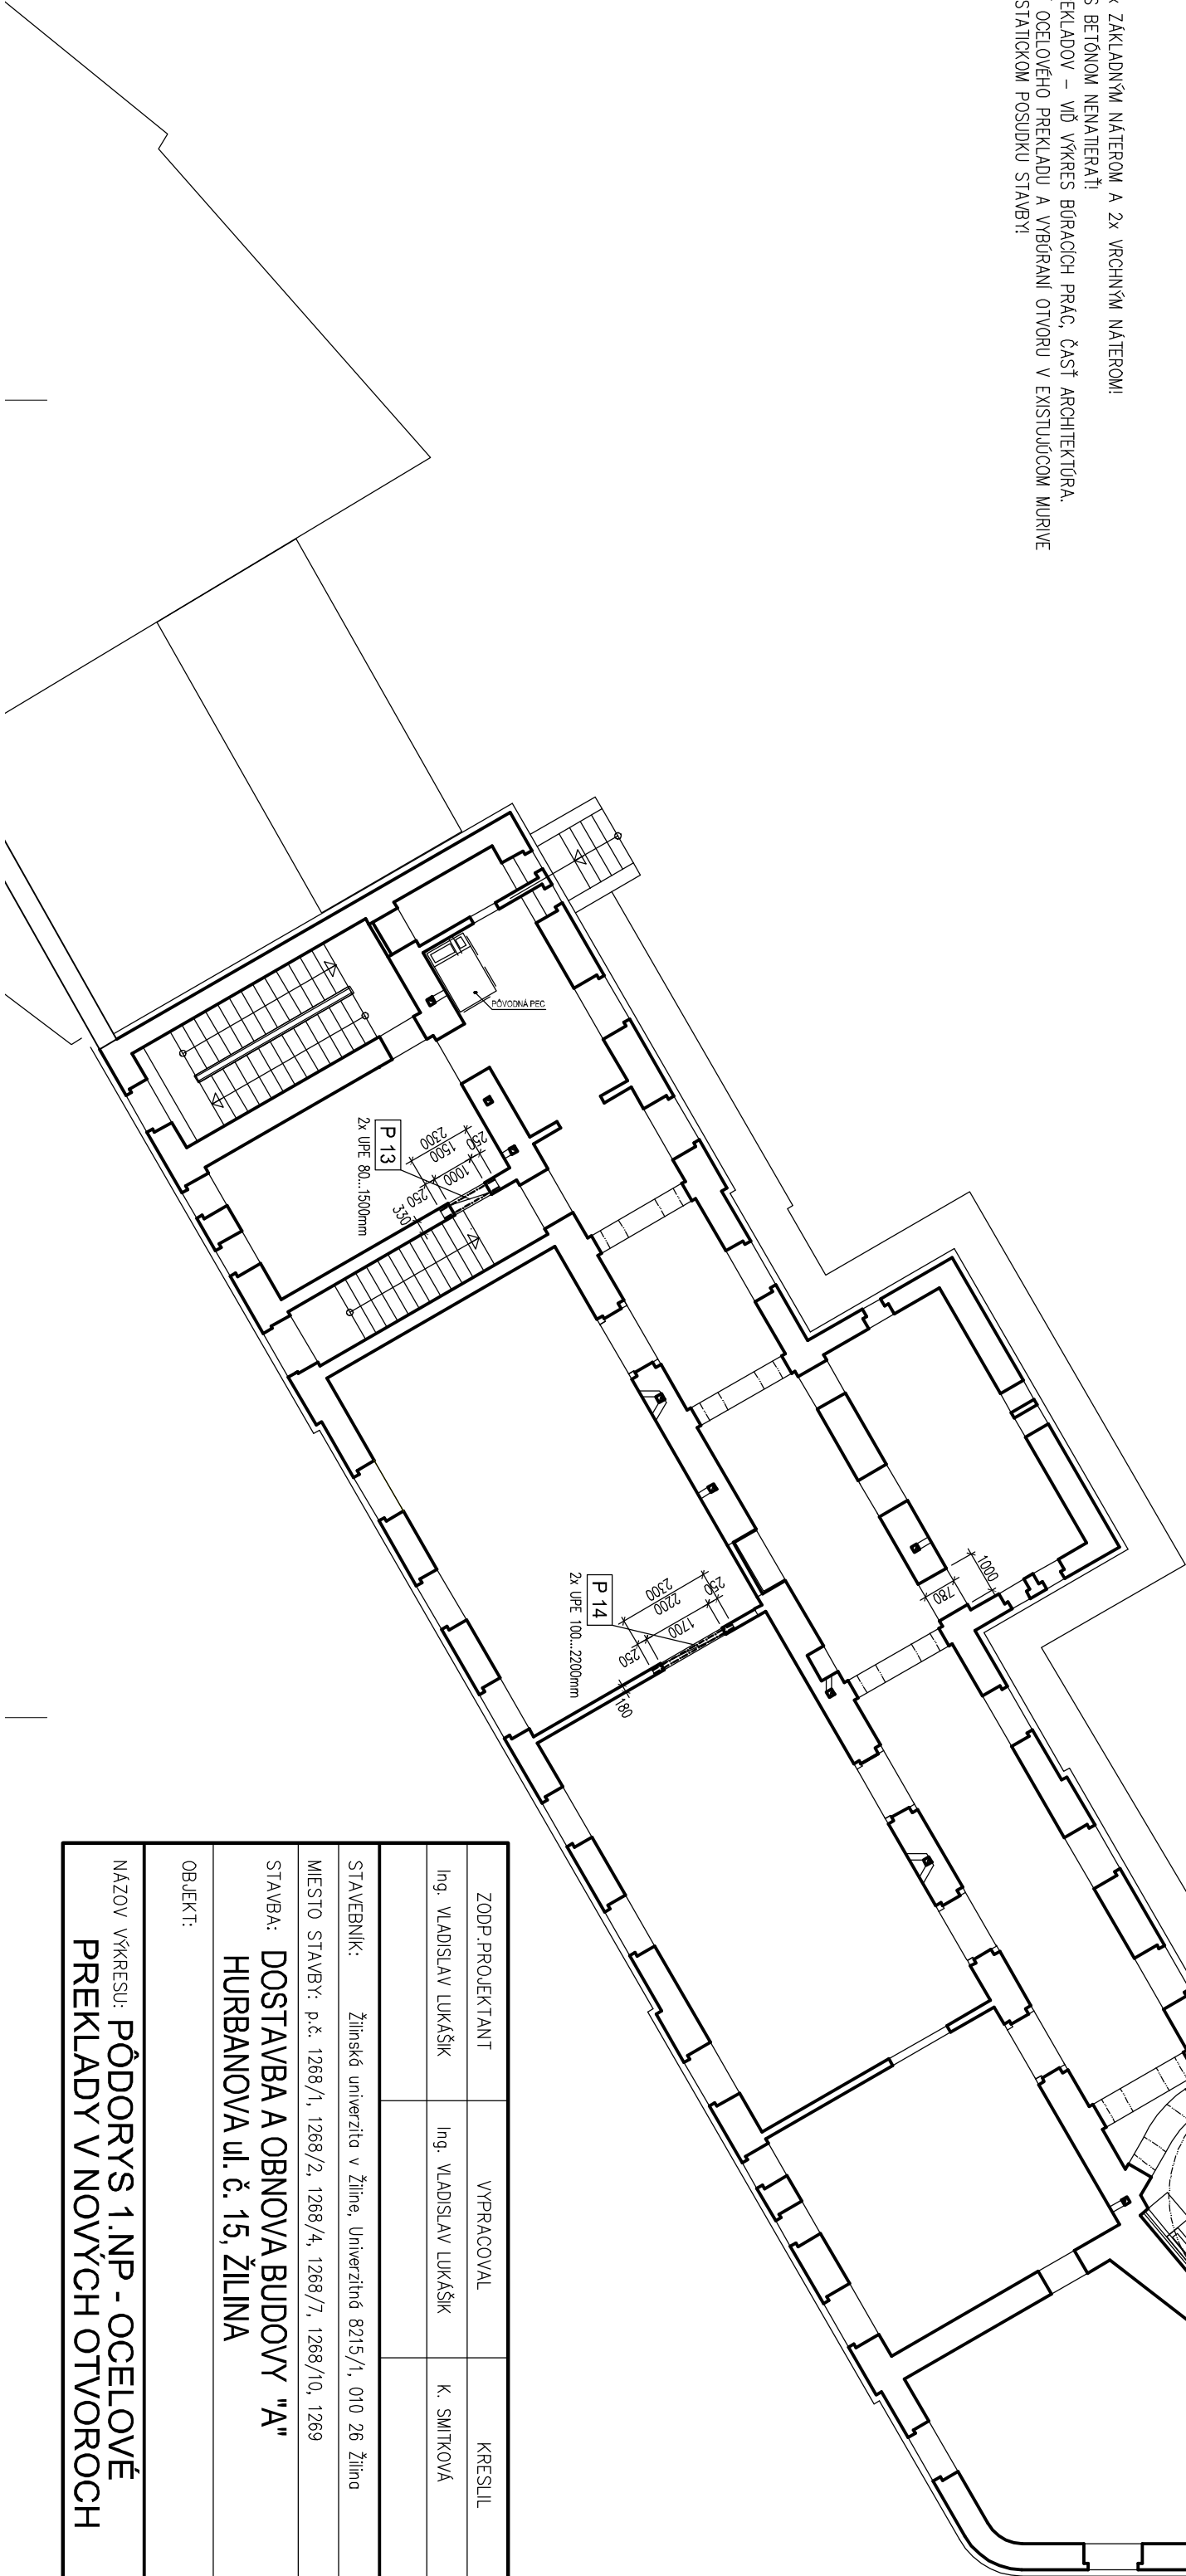 x ZÁKLADNÝM NÁTEROM A 2x VRCHNÝM NÁTEROM!
S BETÓNOM NENATIERAŤ!
EKLADOV – VIĎ VÝKRES BÚRACÍCH PRÁC, ČASŤ ARCHITEKTÚRA.
OCELOVÉHO PREKLADU A VYBÚRANÍ OTVORU V EXISTUJÚCOM MURIVE
STATICKOM POSUDKU STAVBY!
PÔVODNÁ PEC
P 13
2x UPE 80...1500mm
2300
1500
250
1000
250
330
P 14
2x UPE 100...2200mm
2300
2200
250
1700
250
180
1000
780
ZODP.PROJEKTANT VYPRACOVAL KRESLIL
Ing. VLADISLAV LUKÁŠIK Ing. VLADISLAV LUKÁŠIK K. SMITKOVÁ
STAVEBNÍK: Žilinská univerzita v Žiline, Univerzitná 8215/1, 010 26 Žilina
MIESTO STAVBY: p.č. 1268/1, 1268/2, 1268/4, 1268/7, 1268/10, 1269
STAVBA: DOSTAVBA A OBNOVA BUDOVY "A"
HURBANOVA ul. č. 15, ŽILINA
OBJEKT:
NÁZOV VÝKRESU: PÔDORYS 1.NP - OCELOVÉ
PREKLADY V NOVÝCH OTVOROCH